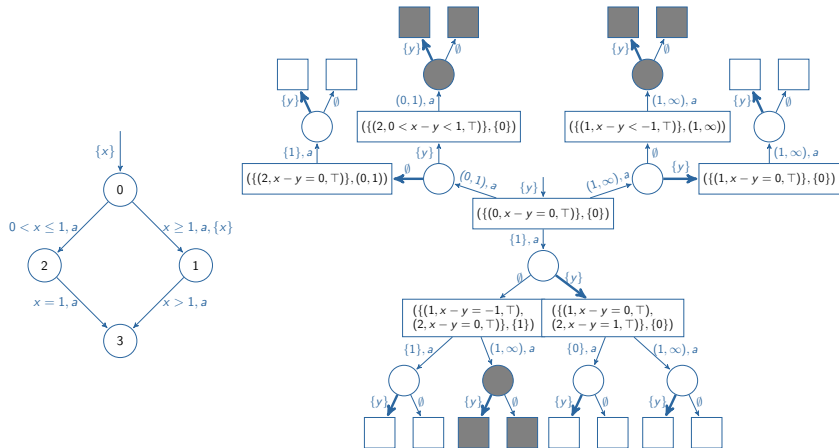 {y}
∅
{y}
∅
{y}
∅
{y}
∅
(0, 1), a
(1, ∞), a
({(2, 0 < x − y < 1, ⊤)}, {0})
({(1, x − y < −1, ⊤)}, (1, ∞))
{1}, a
{y}
∅
(1, ∞), a
({(2, x − y = 0, ⊤)}, (0, 1))
∅
(0, 1), a
{y}
(1, ∞), a
{y}
({(1, x − y = 0, ⊤)}, {0})
({(0, x − y = 0, ⊤)}, {0})
{1}, a
∅
{y}
({(1, x − y = −1, ⊤),
(2, x − y = 0, ⊤)}, {1})
({(1, x − y = 0, ⊤),
(2, x − y = 1, ⊤)}, {0})
{1}, a
(1, ∞), a
{0}, a
(1, ∞), a
{y}
∅
{y}
∅
{y}
∅
{y}
∅
{x}
0
0 < x ≤ 1, a
x ≥ 1, a, {x}
2
1
x = 1, a
x > 1, a
3